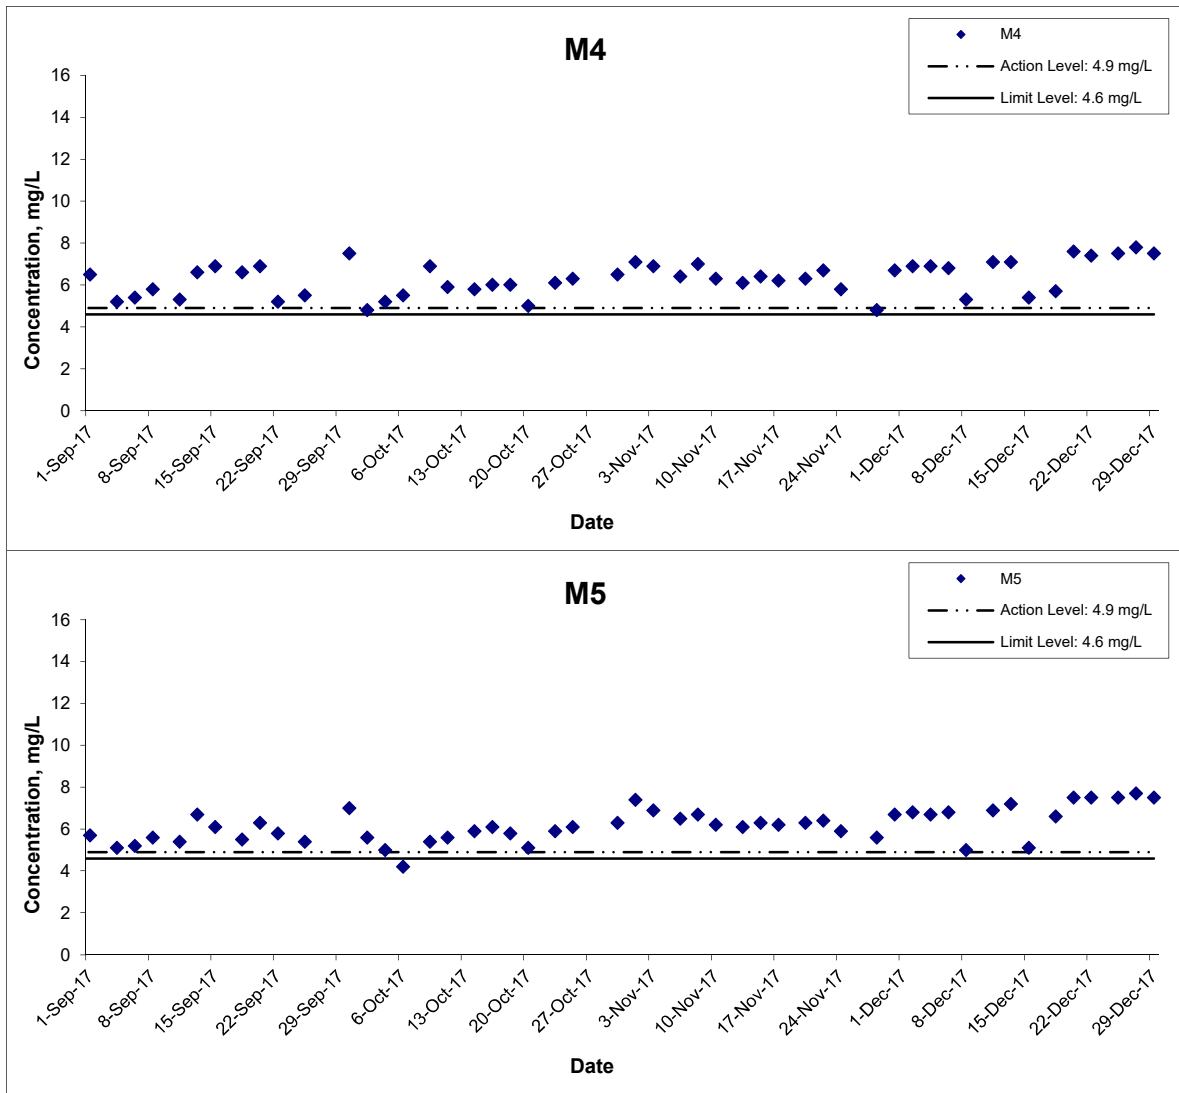 M4
M4
Action Level: 4.9 mg/L
Limit Level: 4.6 mg/L
Concentration, mg/L
16
14
12
10
8
6
4
2
0
1-Sep-17
8-Sep-17
15-Sep-17
22-Sep-17
29-Sep-17
6-Oct-17
13-Oct-17
20-Oct-17
27-Oct-17
3-Nov-17
10-Nov-17
17-Nov-17
24-Nov-17
1-Dec-17
8-Dec-17
15-Dec-17
22-Dec-17
29-Dec-17
Date
M5
M5
Action Level: 4.9 mg/L
Limit Level: 4.6 mg/L
Concentration, mg/L
16
14
12
10
8
6
4
2
0
1-Sep-17
8-Sep-17
15-Sep-17
22-Sep-17
29-Sep-17
6-Oct-17
13-Oct-17
20-Oct-17
27-Oct-17
3-Nov-17
10-Nov-17
17-Nov-17
24-Nov-17
1-Dec-17
8-Dec-17
15-Dec-17
22-Dec-17
29-Dec-17
Date